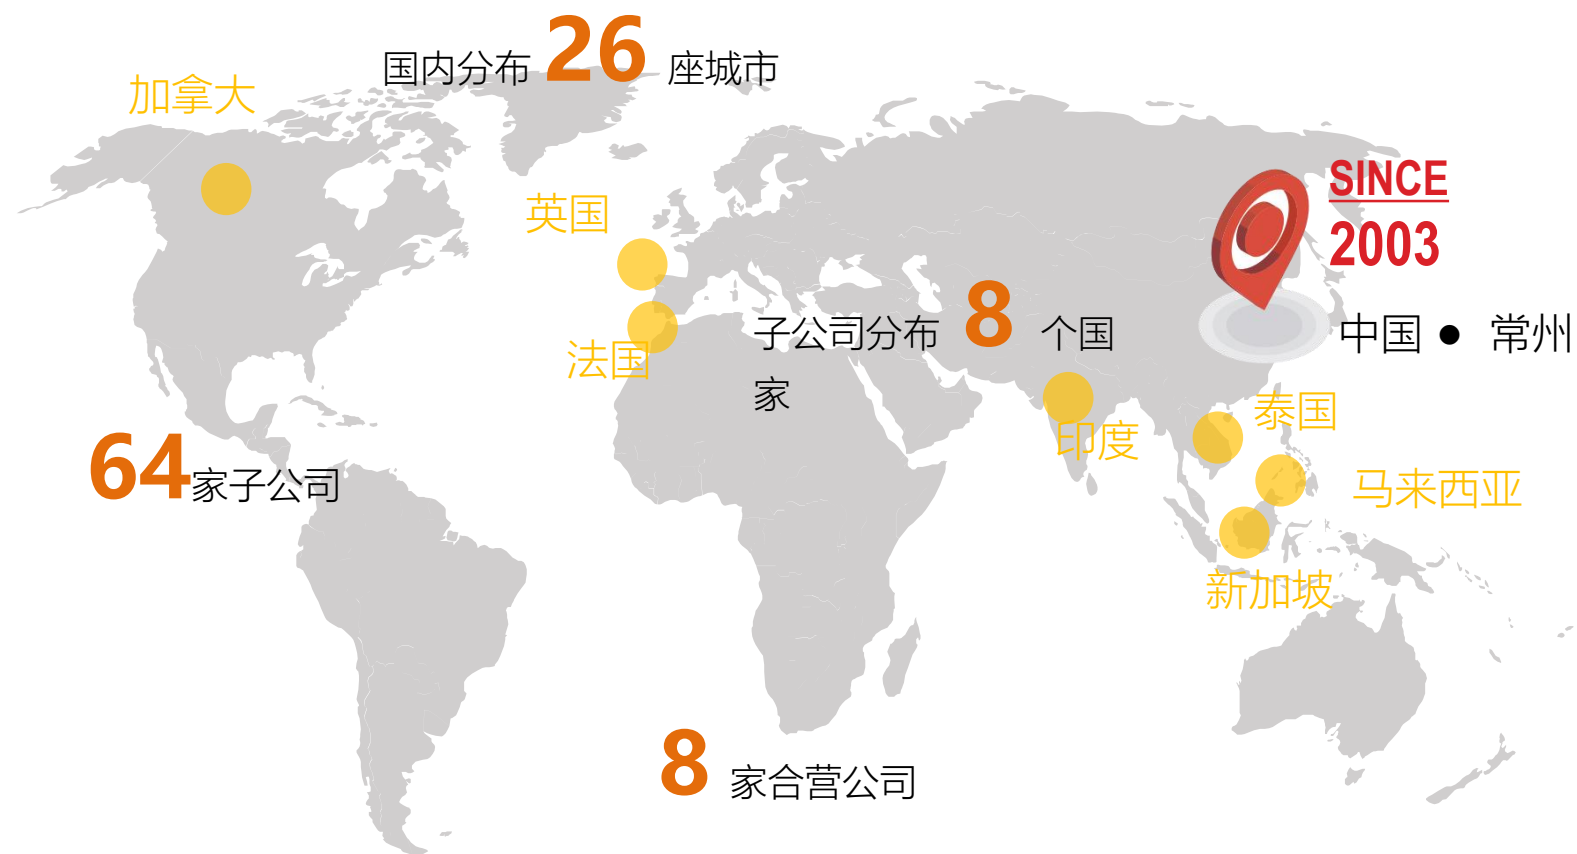 国内分布 26 座城市
加拿大
SINCE
2003
英国
子公司分布 8 个国
家
中国 ● 常州
法国
泰国
印度
64家子公司
马来西亚
新加坡
8 家合营公司